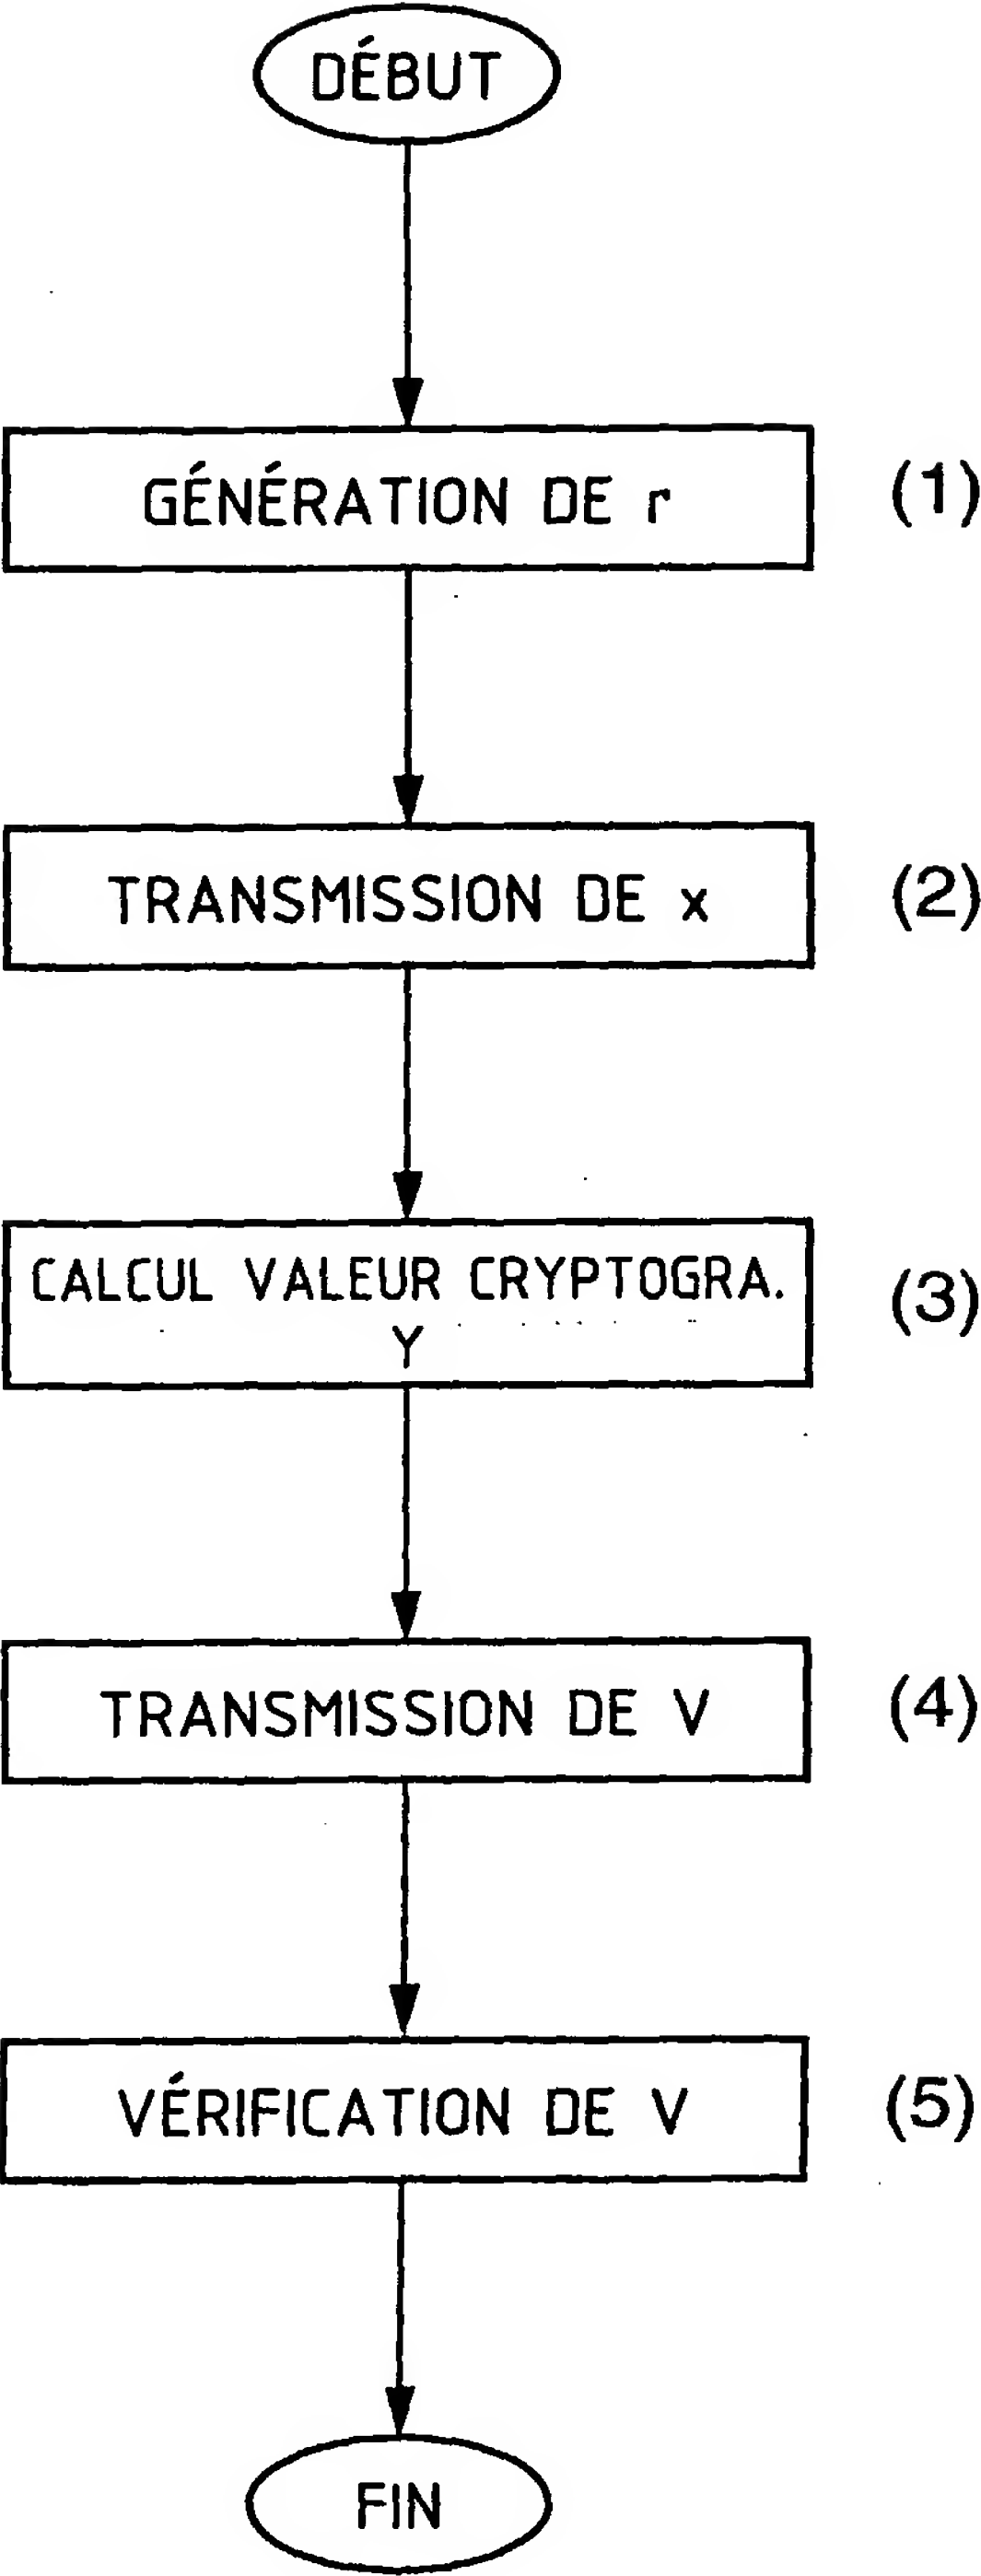 DÉBUT
GÉNÉRATION DE r
(1)
TRANSMISSION DE x
(2)
CALCUL VALEUR CRYPTOGRA.
Y
(3)
TRANSMISSION DE V
(4)
VÉRIFICATION DE V
(5)
FIN